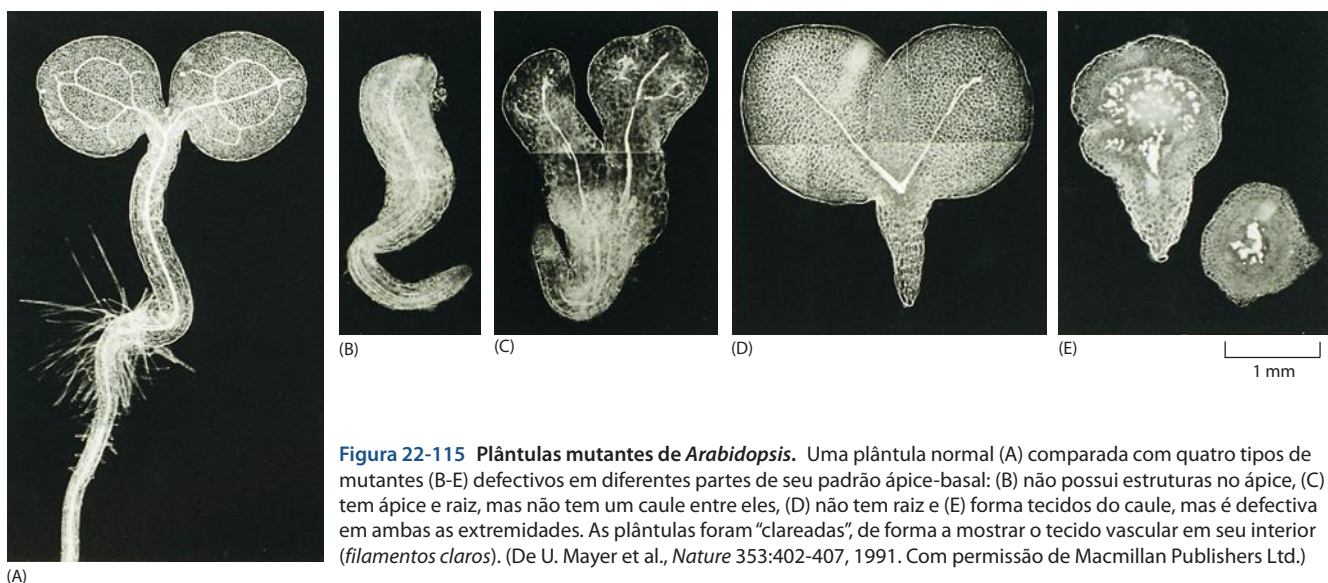 (A)
(B)
(C)
(D)
(E)
1 mm
Figura 22-115 Plântulas mutantes de Arabidopsis. Uma plântula normal (A) comparada com quatro tipos de
mutantes (B-E) defectivos em diferentes partes de seu padrão ápice-basal: (B) não possui estruturas no ápice, (C)
tem ápice e raiz, mas não tem um caule entre eles, (D) não tem raiz e (E) forma tecidos do caule, mas é defectiva
em ambas as extremidades. As plântulas foram “clareadas”, de forma a mostrar o tecido vascular em seu interior
(filamentos claros). (De U. Mayer et al., Nature 353:402-407, 1991. Com permissão de Macmillan Publishers Ltd.)